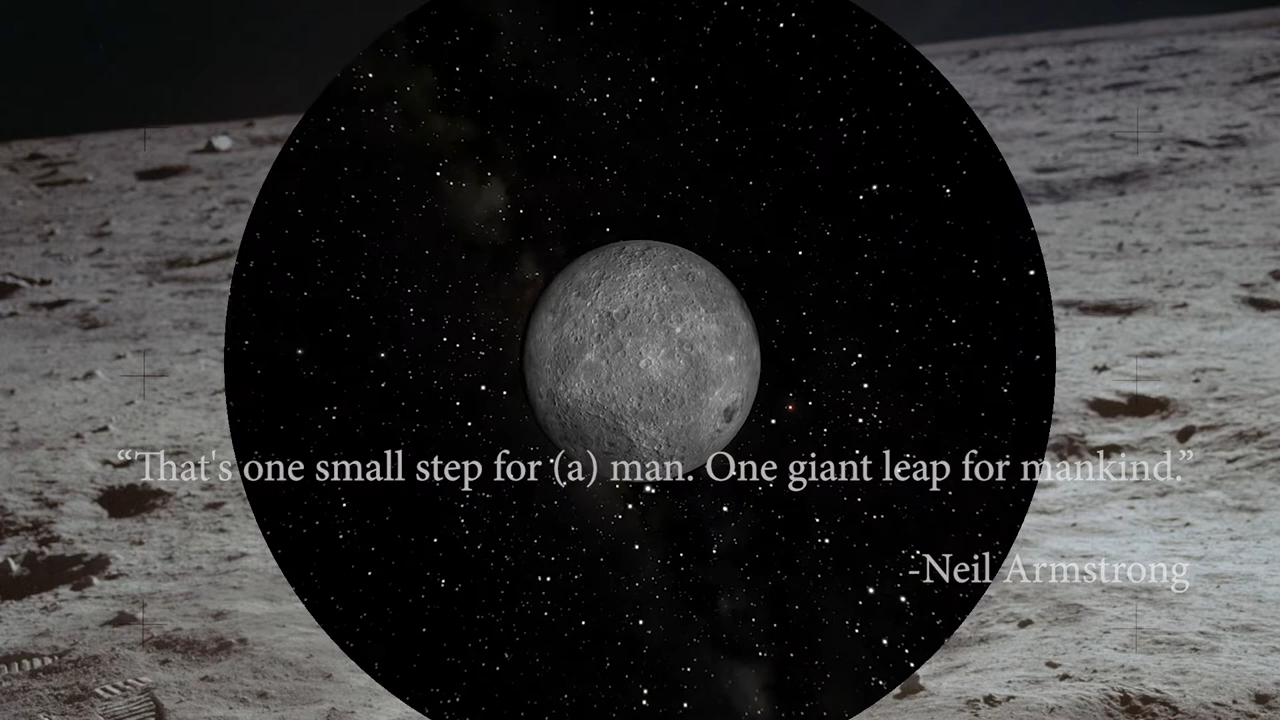 “That's one small step for (a) man. One giant leap for mankind.”
-Neil Armstrong